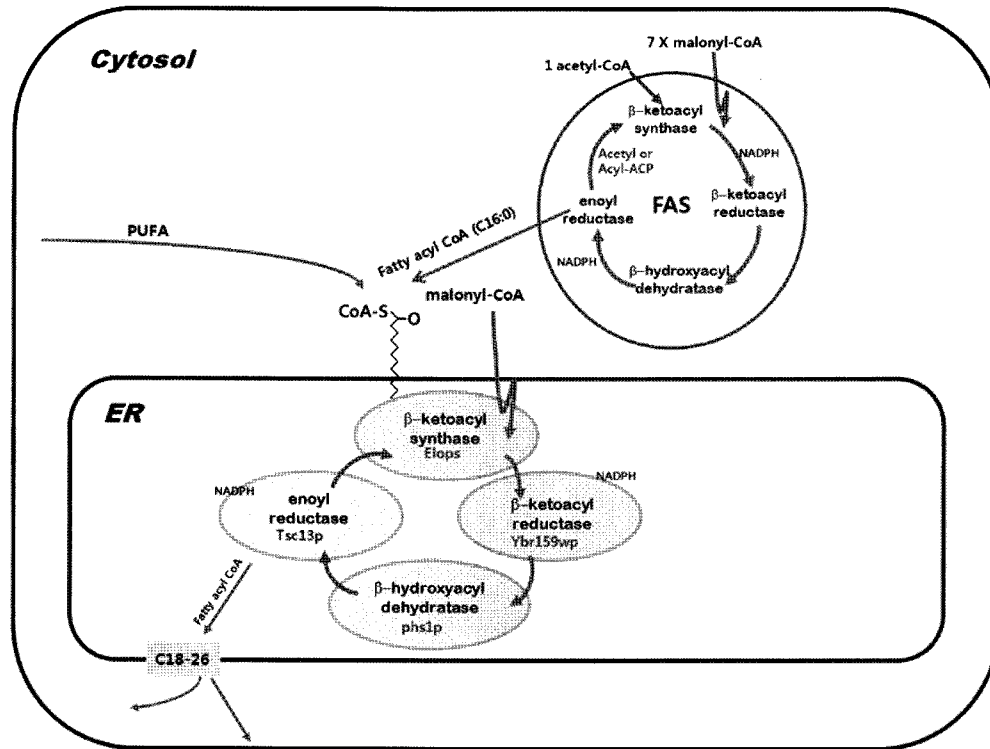 Cytosol
7 X malonyl-CoA
1 acetyl-CoA
β-ketoacyl
synthase
Acetyl or
Acyl-ACP
NADPH
enoyl
reductase
FAS
β-ketoacyl
reductase
NADPH
β-hydroxyacyl
dehydratase
PUFA
Fatty acyl CoA (C16:0)
malonyl-CoA
CoA-S
O
ER
β-ketoacyl
synthase
Elops
NADPH
enoyl
reductase
Tsc13p
NADPH
β-ketoacyl
reductase
Ybr159wp
β-hydroxyacyl
dehydratase
phs1p
Fatty acyl CoA
C18-26